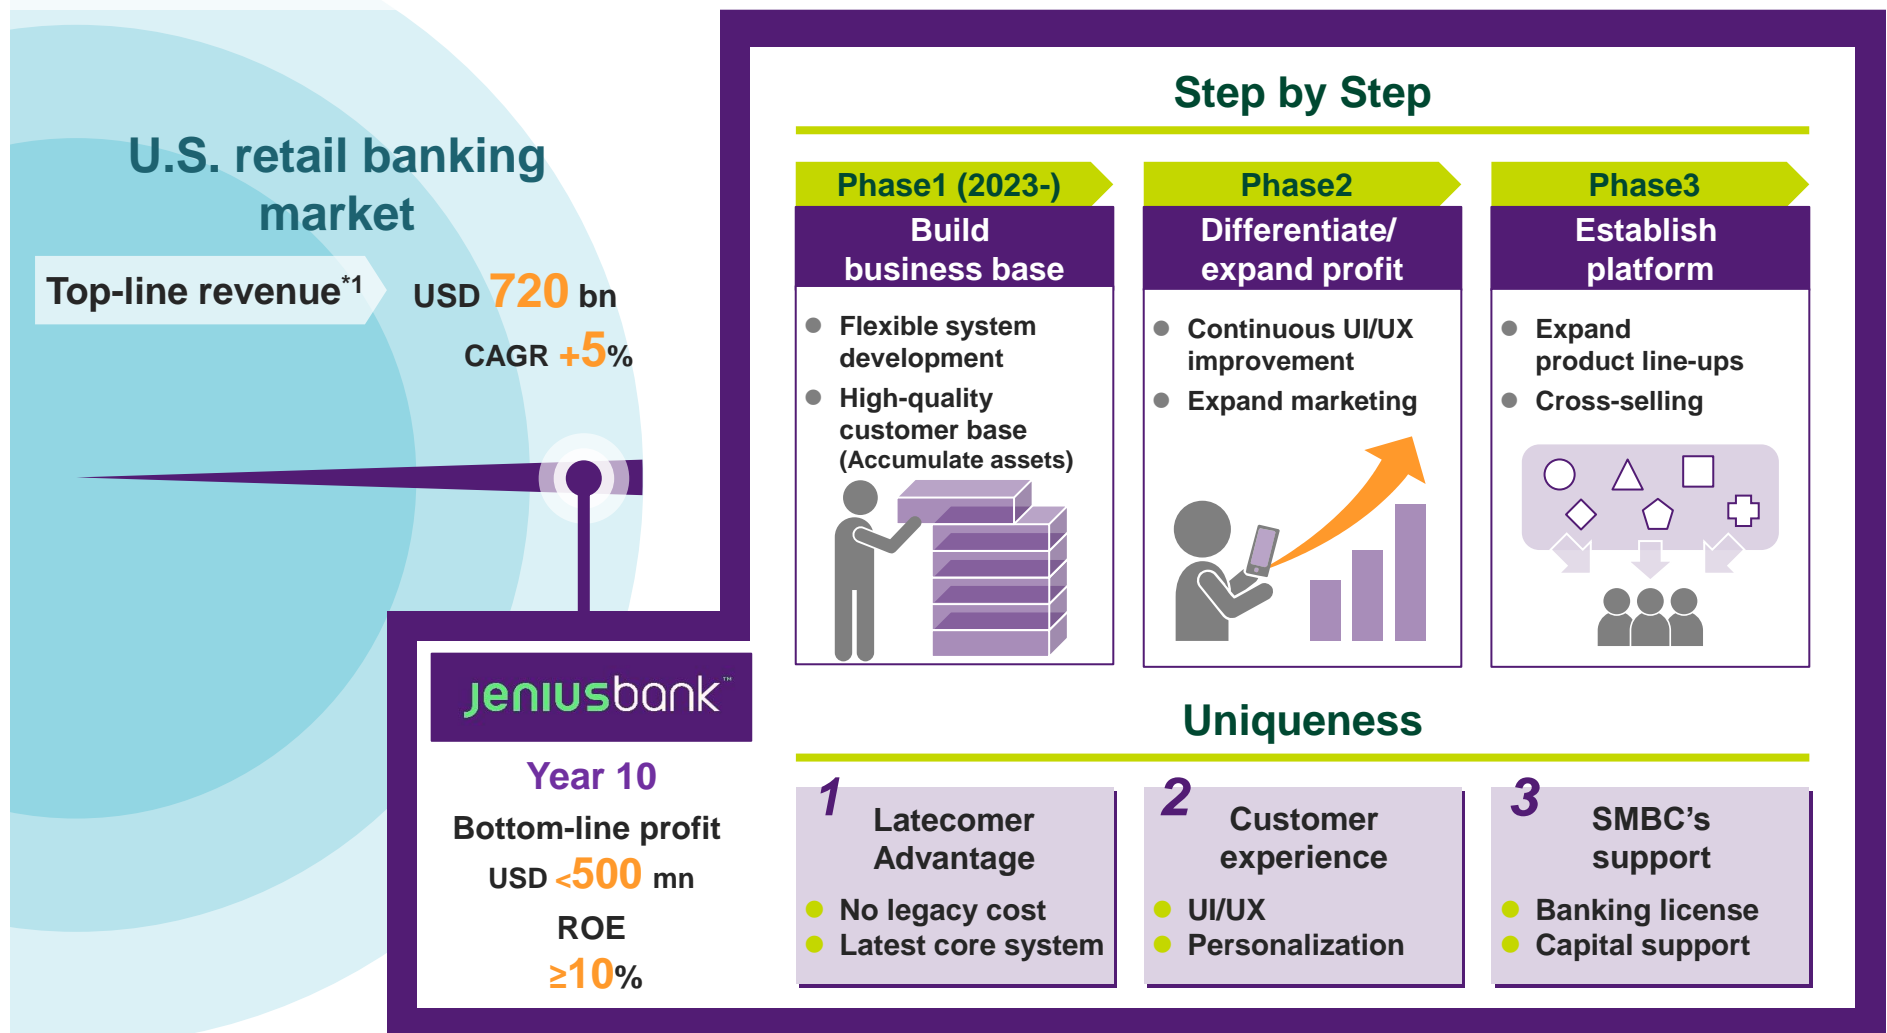 U.S. retail banking
market
Top-line revenue*1
USD 720 bn
CAGR +5%
jeniusbank™
Year 10
Bottom-line profit
USD <500 mn
ROE
≥10%
Step by Step
Phase1 (2023-)
Build
business base
Flexible system
development
High-quality
customer base
(Accumulate assets)
Phase2
Differentiate/
expand profit
Continuous UI/UX
improvement
Expand marketing
Phase3
Establish
platform
Expand
product line-ups
Cross-selling
Uniqueness
1
Latecomer
Advantage
No legacy cost
Latest core system
2
Customer
experience
UI/UX
Personalization
3
SMBC’s
support
Banking license
Capital support